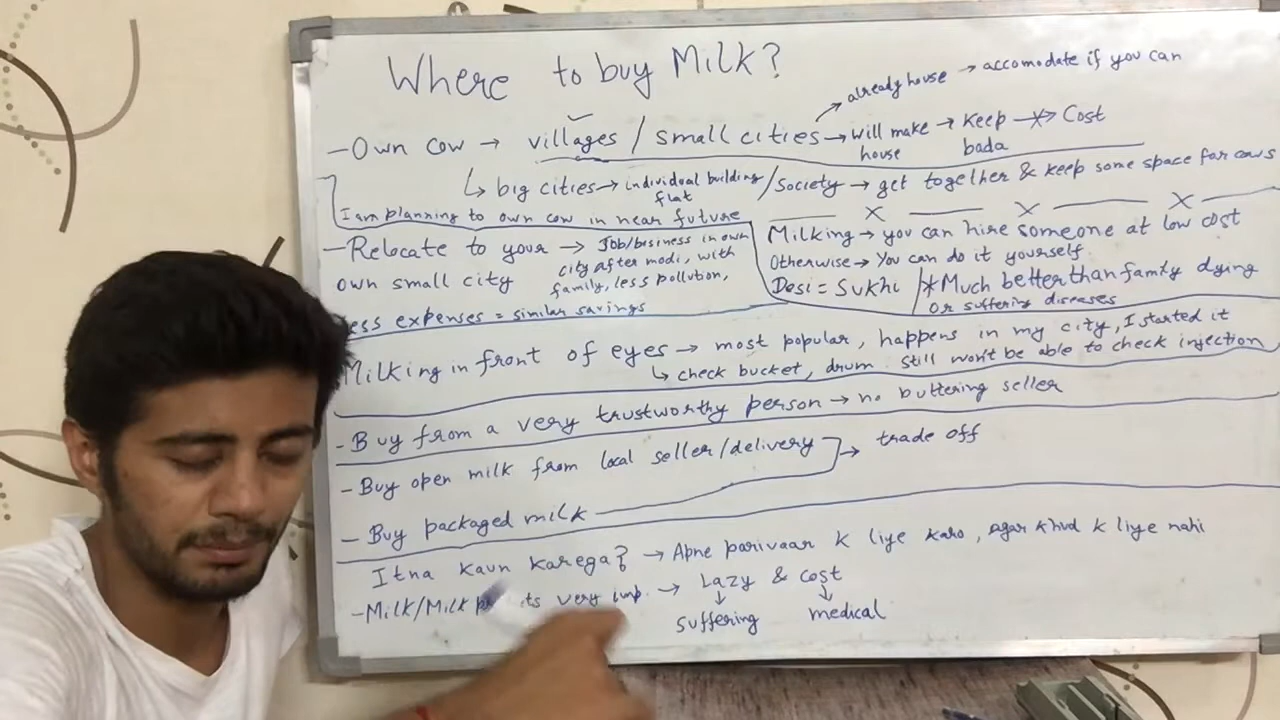 Where to buy Milk?
→ already house → accomodate if you can
- Own cow → villages / small cities → will make house → Keep bada → Cost
↳ big cities → individual building / Society → get together & keep some space for cows
flat
I am planning to own cow in near future
x x x
- Relocate to your own small city → Job/business in own city after modi, with family, less pollution,
ess expenses = similar savings
Milking → you can hire someone at low cost
Otherwise → You can do it yourself
Desi = Sukhi
* Much better than family dying
or suffering diseases
Milking in front of eyes → most popular, happens in my city, I started it
↳ check bucket, drum. still won't be able to check injection
- Buy from a very trustworthy person → no buttering seller
- Buy open milk from local seller/delivery → trade off
- Buy packaged milk
Itna kaun karega? → Apne parivaar k liye karo, agar khud k liye nahi
- Milk/Milk its very imp. → Lazy & cost
↓ ↓
suffering medical